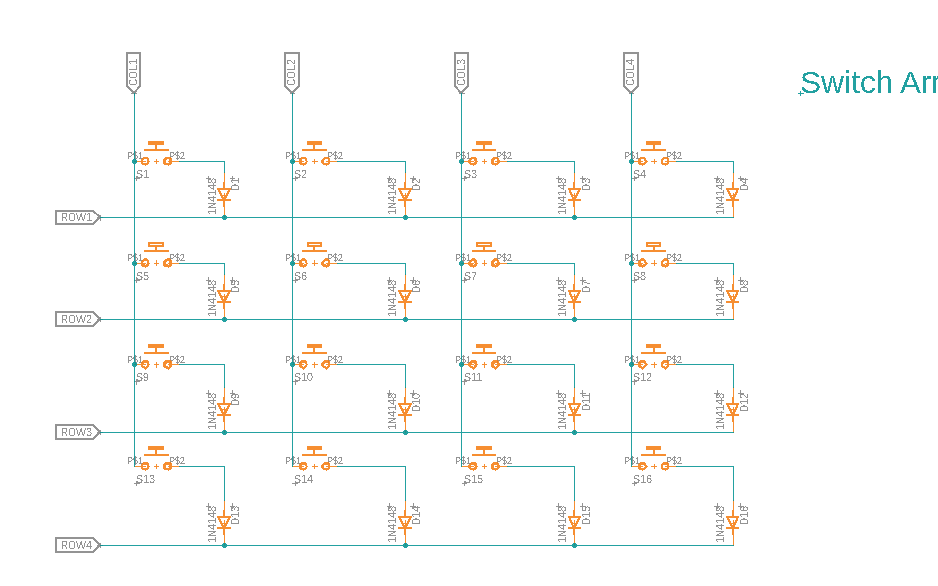 COL1 COL2 COL3 COL4
Switch Arr
P$1 P$2 P$1 P$2 P$1 P$2 P$1 P$2
S1 S2 S3 S4
1N4148 D1 1N4148 D2 1N4148 D3 1N4148 D4
ROW1
P$1 P$2 P$1 P$2 P$1 P$2 P$1 P$2
S5 S6 S7 S8
1N4148 D5 1N4148 D6 1N4148 D7 1N4148 D8
ROW2
P$1 P$2 P$1 P$2 P$1 P$2 P$1 P$2
S9 S10 S11 S12
1N4148 D9 1N4148 D10 1N4148 D11 1N4148 D12
ROW3
P$1 P$2 P$1 P$2 P$1 P$2 P$1 P$2
S13 S14 S15 S16
1N4148 D13 1N4148 D14 1N4148 D15 1N4148 D16
ROW4